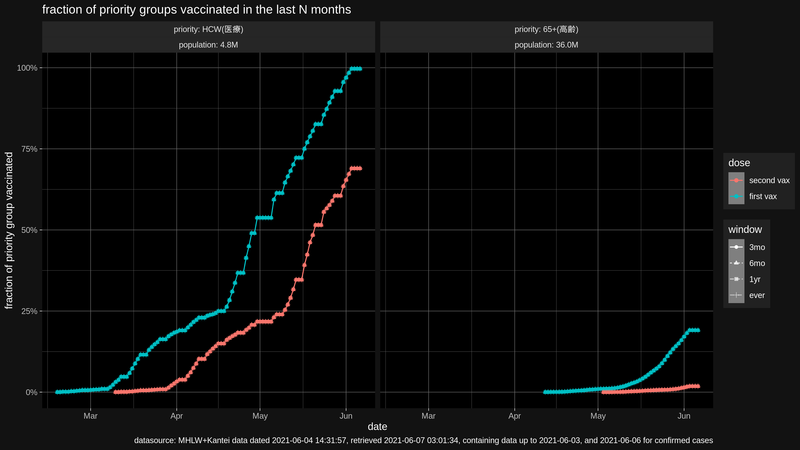 fraction of priority groups vaccinated in the last N months
priority: HCW(医療)
population: 4.8M
priority: 65+(高齢)
population: 36.0M
fraction of priority group vaccinated
100%
75%
50%
25%
0%
Mar
Apr
May
Jun
Mar
Apr
May
Jun
date
dose
second vax
first vax
window
3mo
6mo
1yr
ever
datasource: MHLW+Kantei data dated 2021-06-04 14:31:57, retrieved 2021-06-07 03:01:34, containing data up to 2021-06-03, and 2021-06-06 for confirmed cases